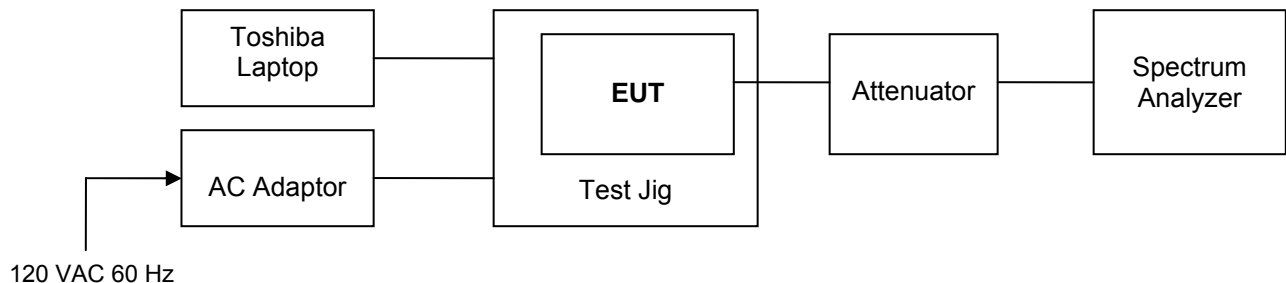 Toshiba
Laptop
EUT
Attenuator
Spectrum
Analyzer
AC Adaptor
Test Jig
120 VAC 60 Hz